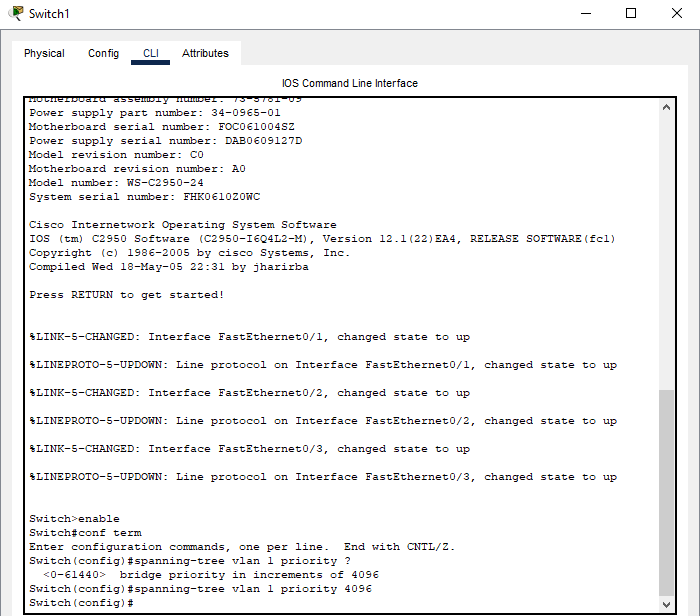 Switch1
Physical Config CLI Attributes
IOS Command Line Interface
Motherboard assembly number: 73-5781-09
Power supply part number: 34-0965-01
Motherboard serial number: FOC061004SZ
Power supply serial number: DAB0609127D
Model revision number: C0
Motherboard revision number: A0
Model number: WS-C2950-24
System serial number: FHK0610Z0WC
Cisco Internetwork Operating System Software
IOS (tm) C2950 Software (C2950-I6Q4L2-M), Version 12.1(22)EA4, RELEASE SOFTWARE(fc1)
Copyright (c) 1986-2005 by cisco Systems, Inc.
Compiled Wed 18-May-05 22:31 by jharirba
Press RETURN to get started!
%LINK-5-CHANGED: Interface FastEthernet0/1, changed state to up
%LINEPROTO-5-UPDOWN: Line protocol on Interface FastEthernet0/1, changed state to up
%LINK-5-CHANGED: Interface FastEthernet0/2, changed state to up
%LINEPROTO-5-UPDOWN: Line protocol on Interface FastEthernet0/2, changed state to up
%LINK-5-CHANGED: Interface FastEthernet0/3, changed state to up
%LINEPROTO-5-UPDOWN: Line protocol on Interface FastEthernet0/3, changed state to up
Switch>enable
Switch#conf term
Enter configuration commands, one per line.  End with CNTL/Z.
Switch(config)#spanning-tree vlan 1 priority ?
  <0-61440>  bridge priority in increments of 4096
Switch(config)#spanning-tree vlan 1 priority 4096
Switch(config)#